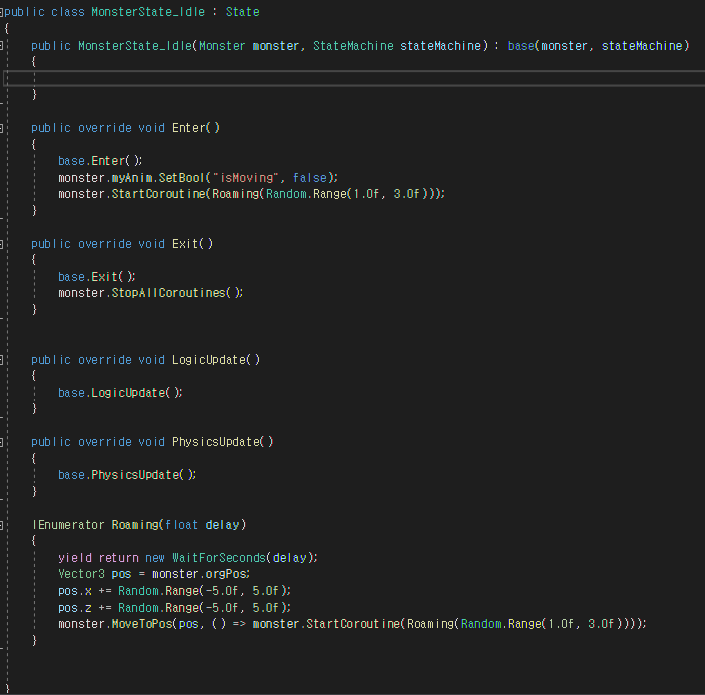 public class MonsterState_Idle : State
{
    public MonsterState_Idle(Monster monster, StateMachine stateMachine) : base(monster, stateMachine)
    {

    }

    public override void Enter()
    {
        base.Enter();
        monster.myAnim.SetBool("isMoving", false);
        monster.StartCoroutine(Roaming(Random.Range(1.0f, 3.0f)));
    }

    public override void Exit()
    {
        base.Exit();
        monster.StopAllCoroutines();
    }


    public override void LogicUpdate()
    {
        base.LogicUpdate();
    }

    public override void PhysicsUpdate()
    {
        base.PhysicsUpdate();
    }

    IEnumerator Roaming(float delay)
    {
        yield return new WaitForSeconds(delay);
        Vector3 pos = monster.orgPos;
        pos.x += Random.Range(-5.0f, 5.0f);
        pos.z += Random.Range(-5.0f, 5.0f);
        monster.MoveToPos(pos, () => monster.StartCoroutine(Roaming(Random.Range(1.0f, 3.0f))));
    }


}